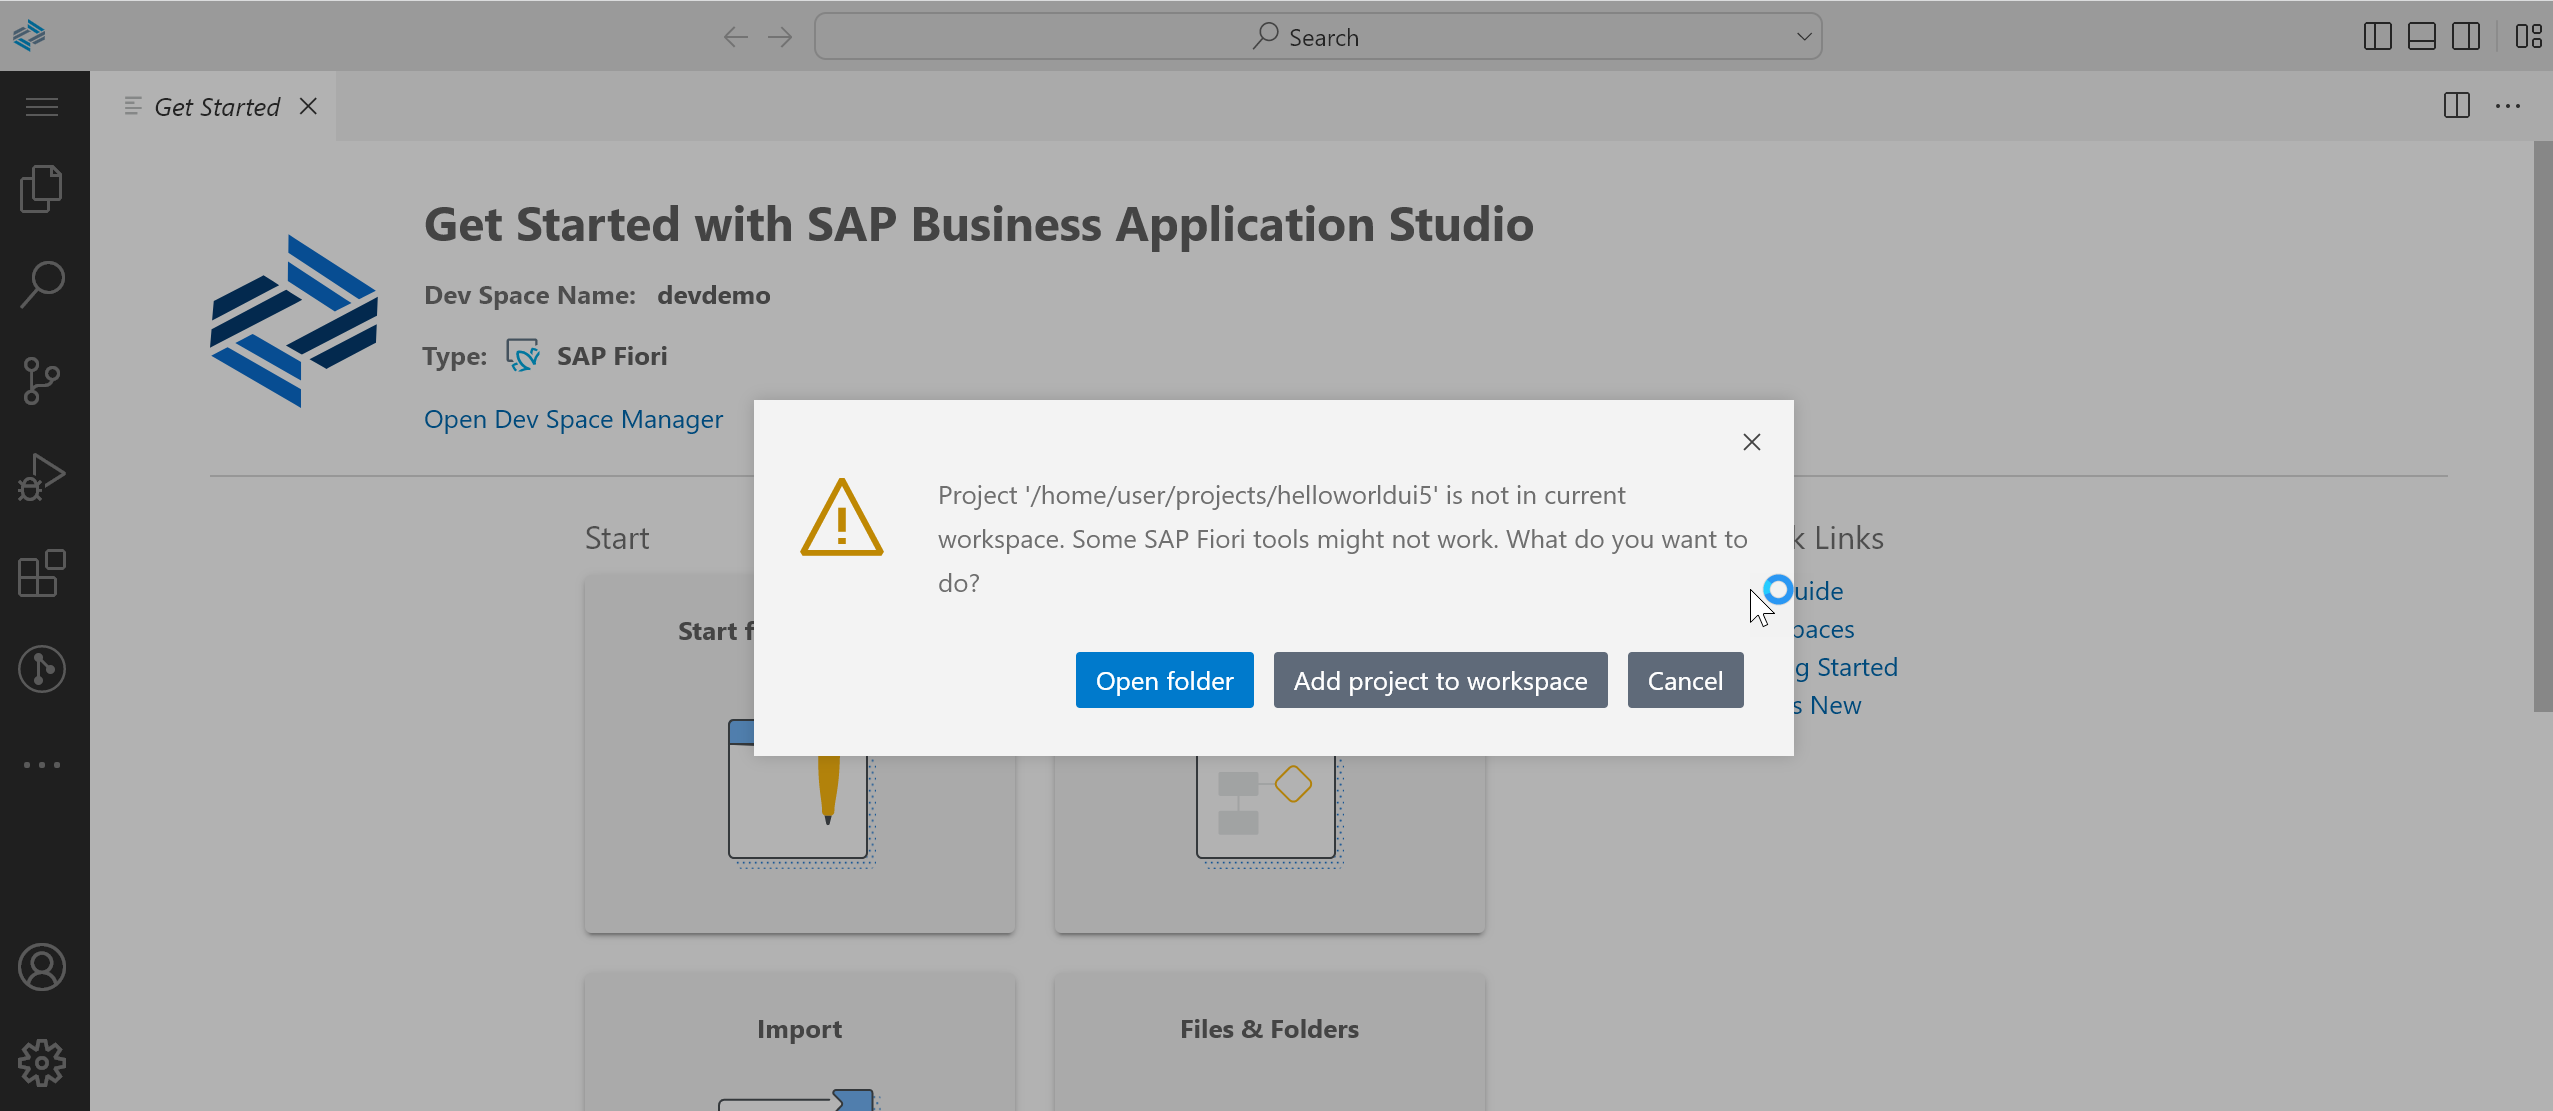 Search
Get Started
Get Started with SAP Business Application Studio
Dev Space Name: devdemo
Type: SAP Fiori
Open Dev Space Manager
Project '/home/user/projects/helloworldui5' is not in current
workspace. Some SAP Fiori tools might not work. What do you want to
do?
Open folder
Add project to workspace
Cancel
Start
Start
Links
Started
New
Import
Files & Folders